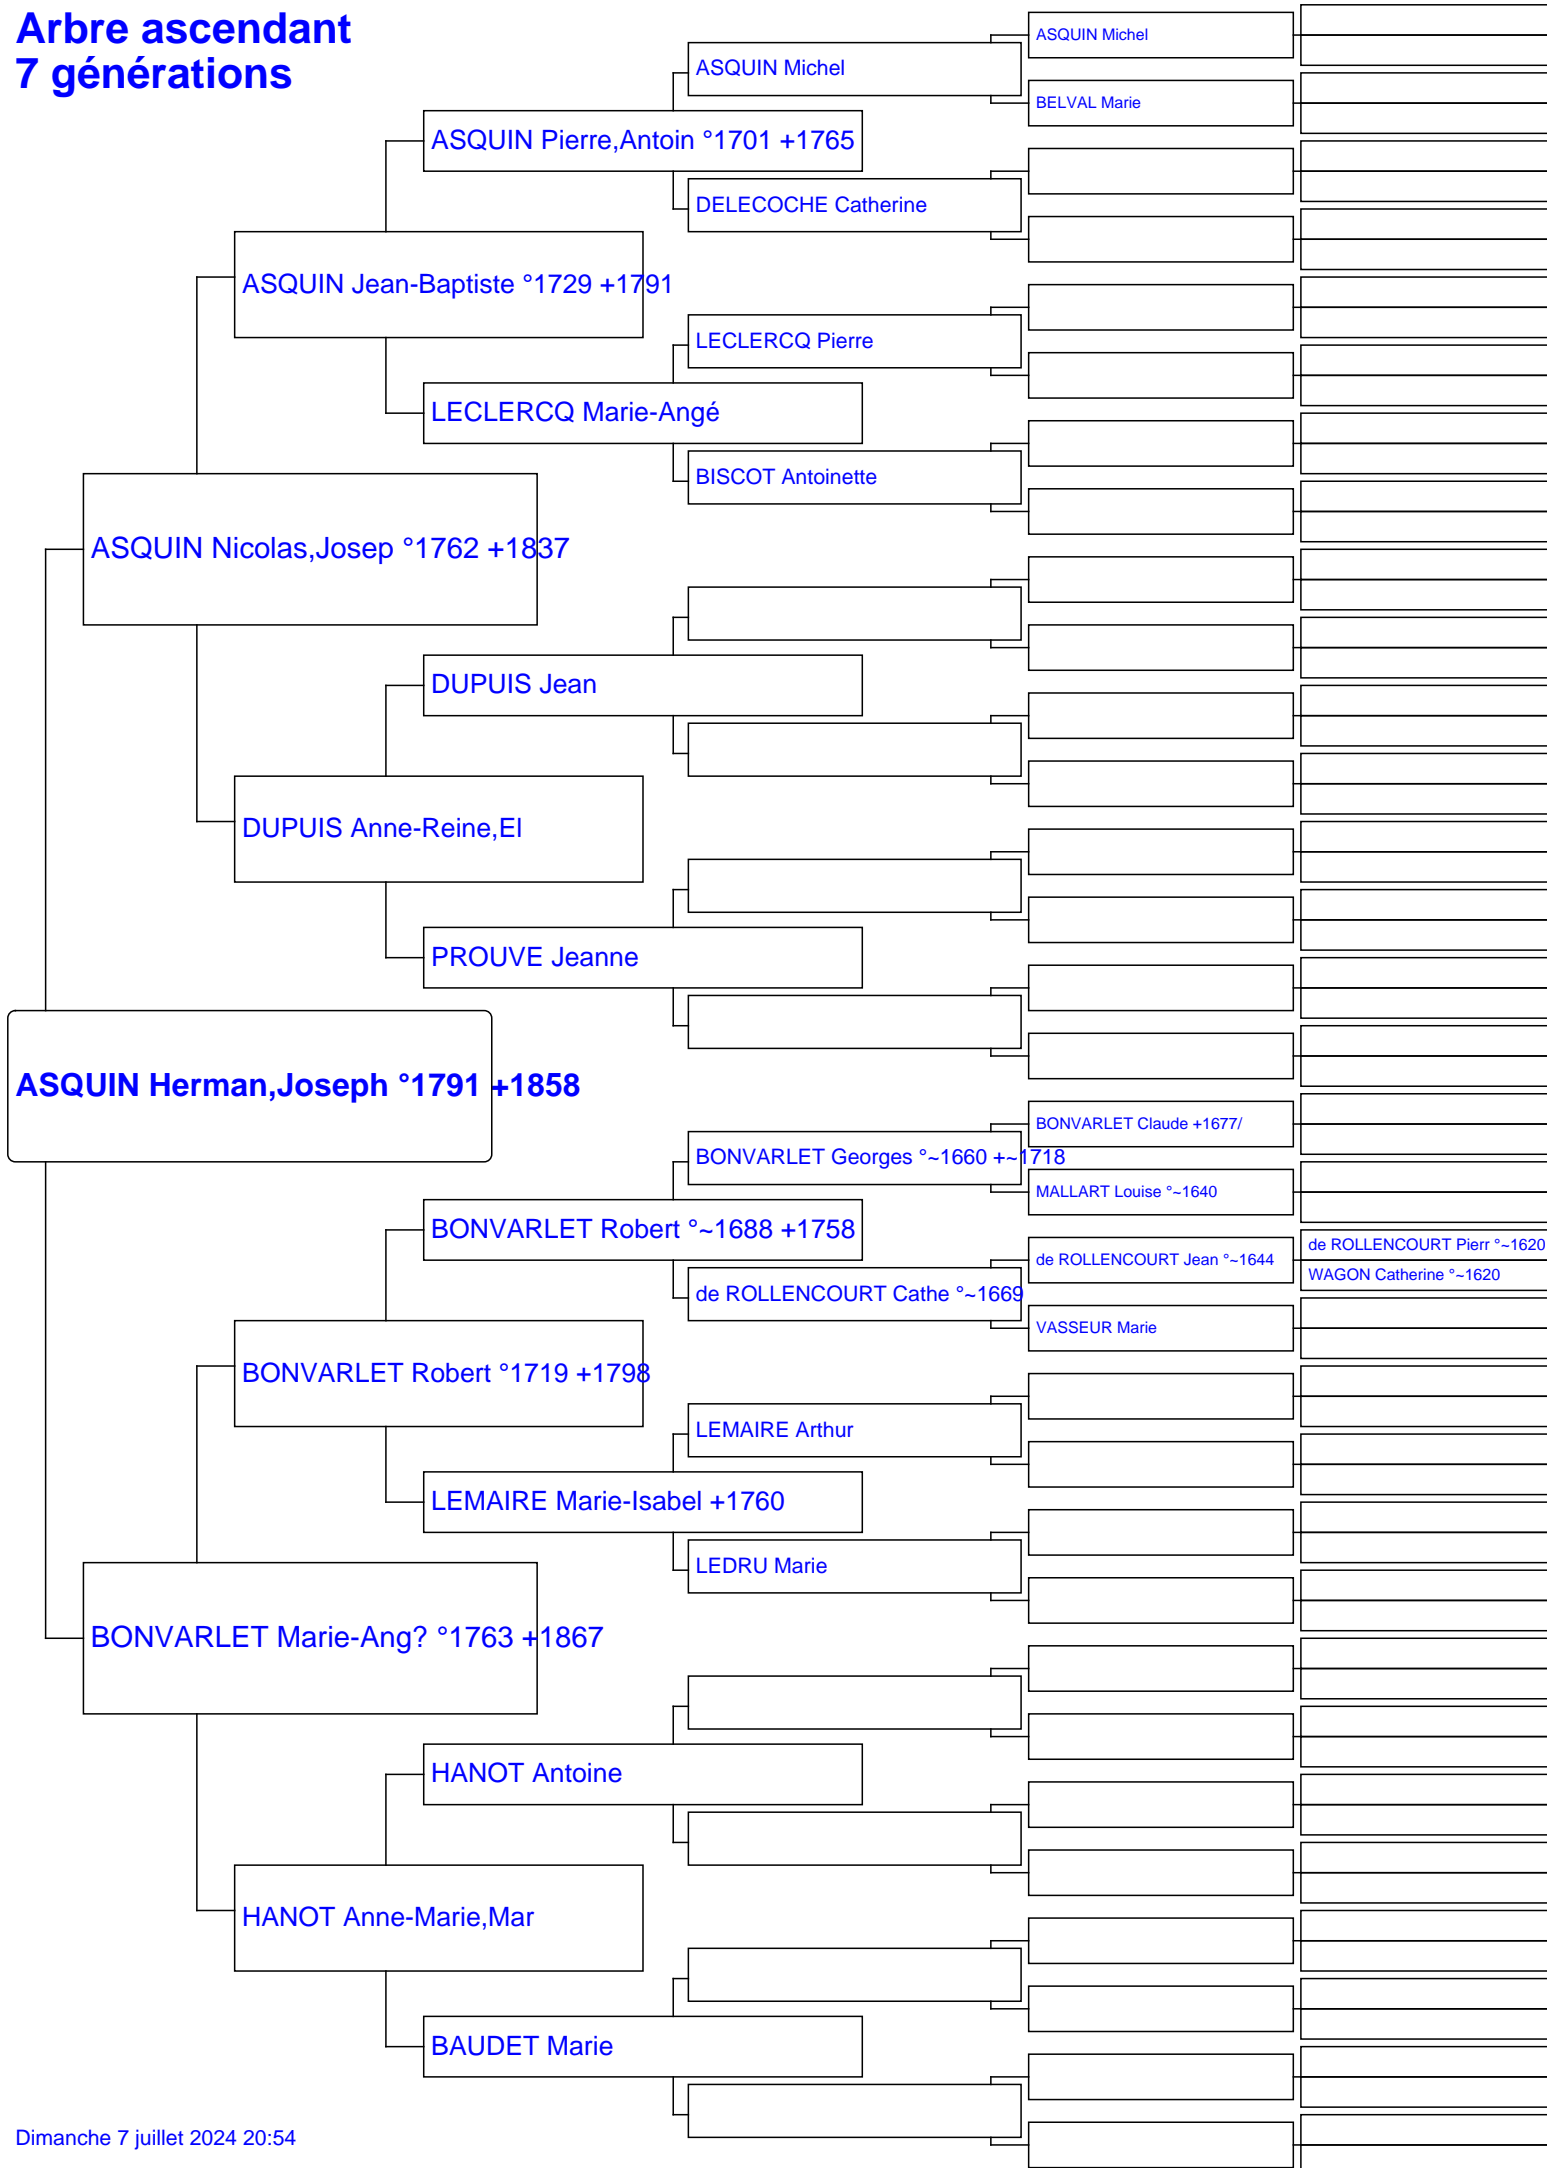 Arbre ascendant
7 générations
ASQUIN Michel
ASQUIN Michel
BELVAL Marie
ASQUIN Pierre,Antoin °1701 +1765
DELECOCHE Catherine
ASQUIN Jean-Baptiste °1729 +1791
LECLERCQ Pierre
LECLERCQ Marie-Angé
BISCOT Antoinette
ASQUIN Nicolas,Josep °1762 +1837
DUPUIS Jean
DUPUIS Anne-Reine,El
PROUVE Jeanne
ASQUIN Herman,Joseph °1791 +1858
BONVARLET Claude +1677/
BONVARLET Georges °~1660 +~1718
MALLART Louise °~1640
BONVARLET Robert °~1688 +1758
de ROLLENCOURT Pierr °~1620
de ROLLENCOURT Jean °~1644
WAGON Catherine °~1620
de ROLLENCOURT Cathe °~1669
VASSEUR Marie
BONVARLET Robert °1719 +1798
LEMAIRE Arthur
LEMAIRE Marie-Isabel +1760
LEDRU Marie
BONVARLET Marie-Ang? °1763 +1867
HANOT Antoine
HANOT Anne-Marie,Mar
BAUDET Marie
Dimanche 7 juillet 2024 20:54